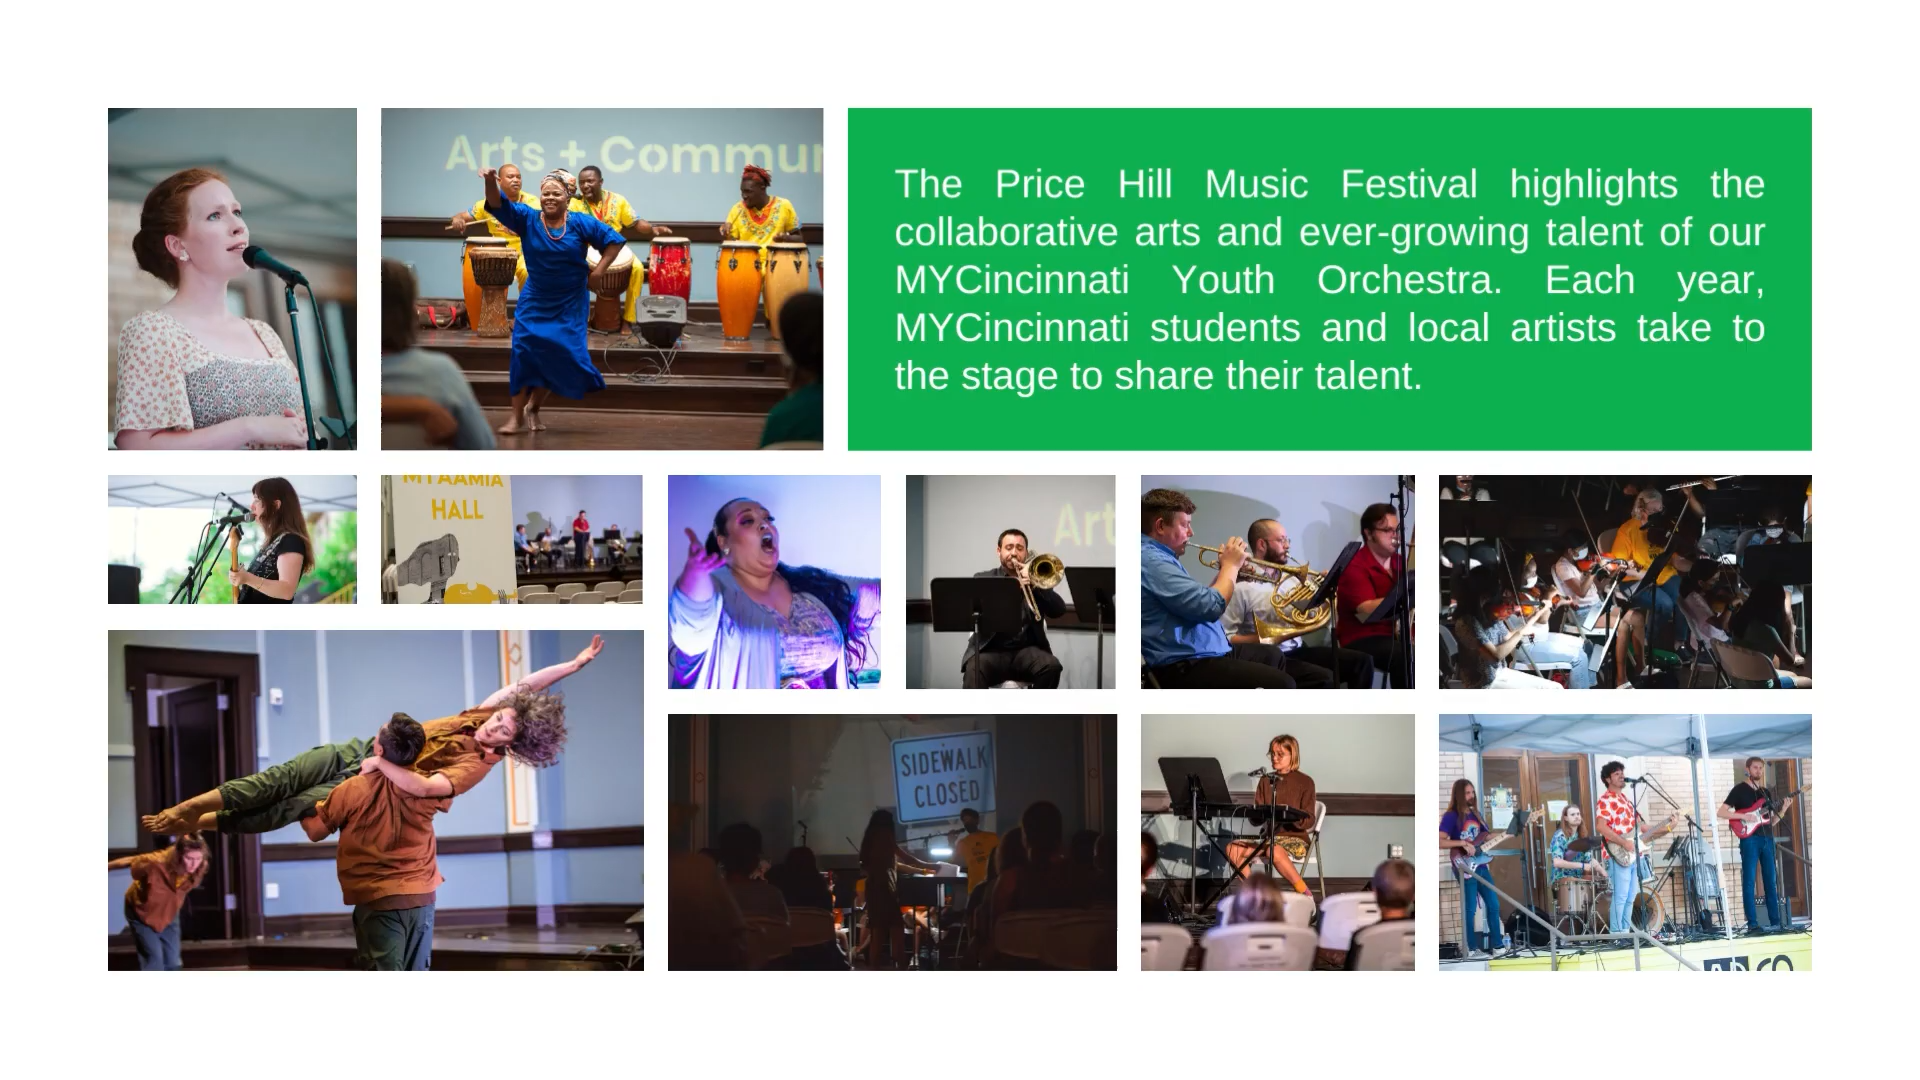 Arts + Commun
The Price Hill Music Festival highlights the
collaborative arts and ever-growing talent of our
MYCincinnati Youth Orchestra. Each year,
MYCincinnati students and local artists take to
the stage to share their talent.
MYAAMIA
HALL
Art
SIDEWALK
CLOSED